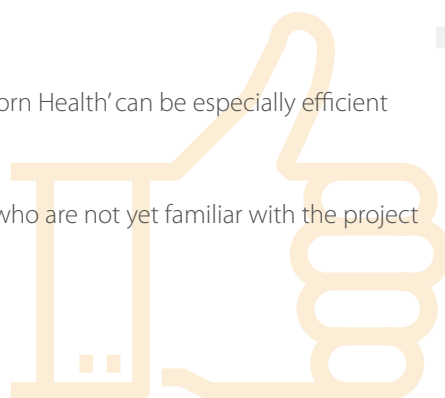 orn Health’ can be especially efficient
who are not yet familiar with the project